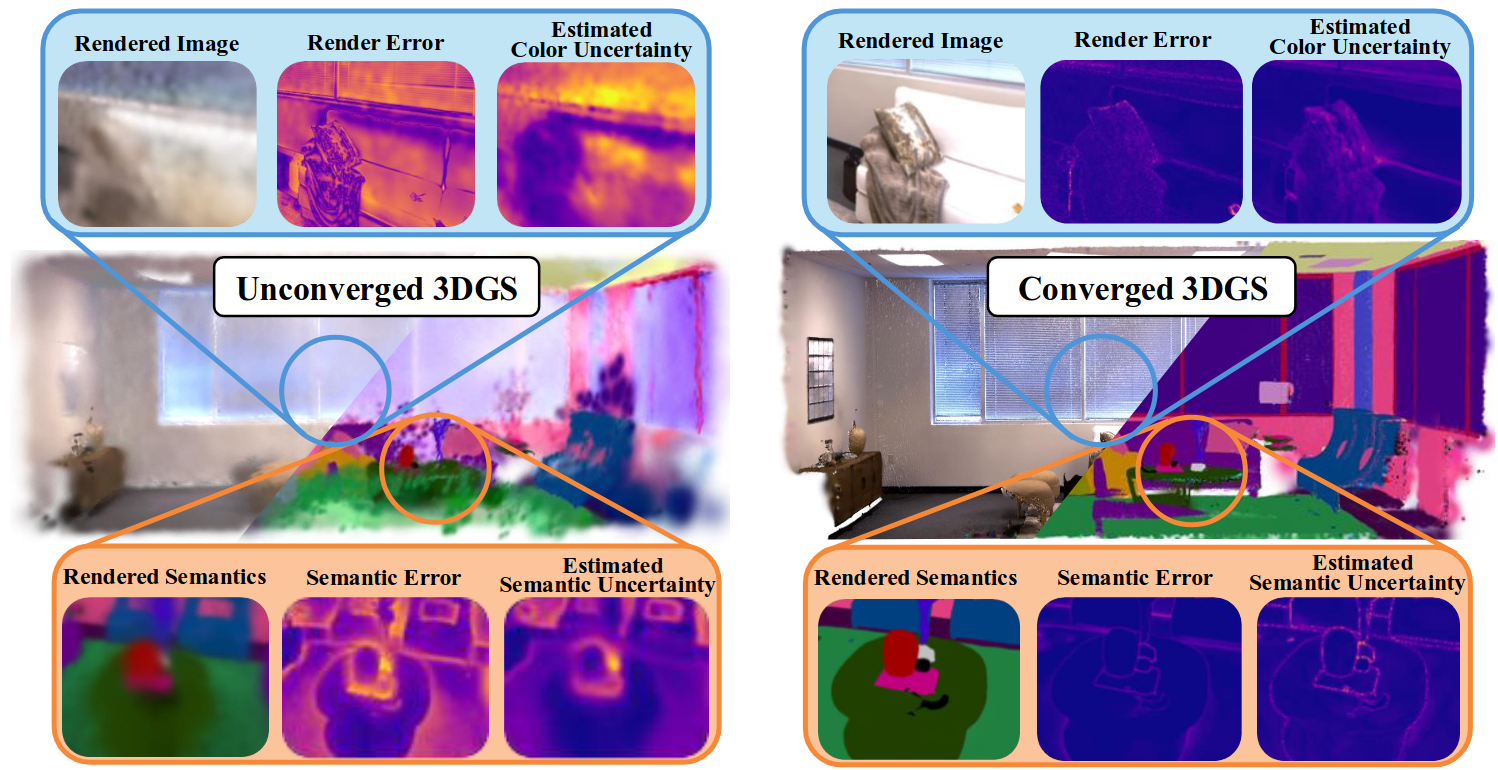 Rendered Image
Render Error
Estimated
Color Uncertainty
Rendered Image
Render Error
Estimated
Color Uncertainty
Unconverged 3DGS
Converged 3DGS
Rendered Semantics
Semantic Error
Estimated
Semantic Uncertainty
Rendered Semantics
Semantic Error
Estimated
Semantic Uncertainty